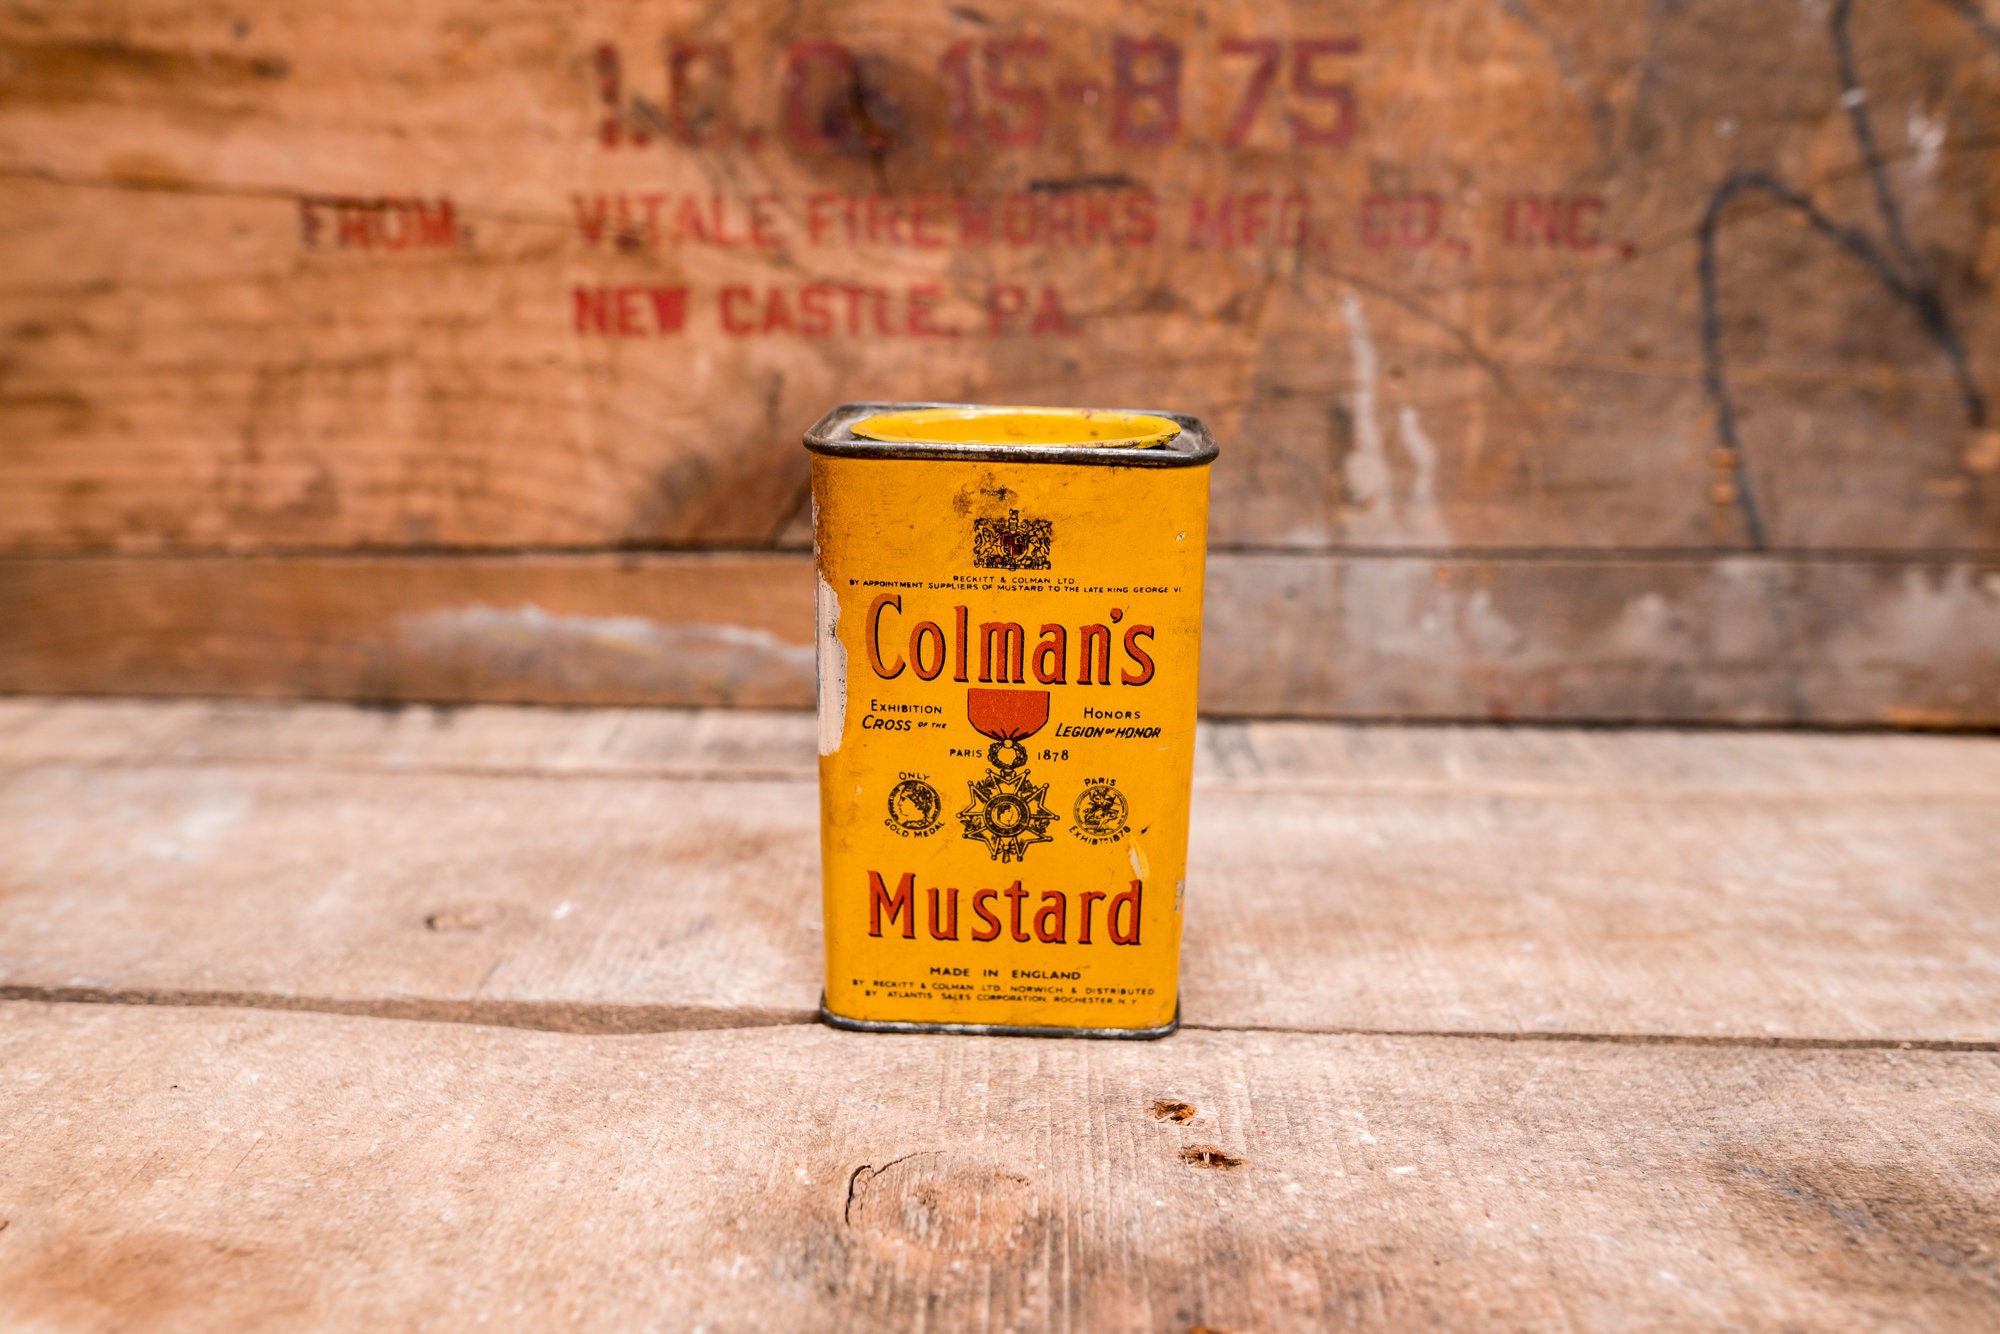 I.C.C. 15-B 75
FROM: VITALE FIREWORKS MFG. CO., INC.,
NEW CASTLE, PA.
RECKITT & COLMAN LTD.
BY APPOINTMENT SUPPLIERS OF MUSTARD TO THE LATE KING GEORGE VI.
Colman's
EXHIBITION HONORS
CROSS OF THE LEGION OF HONOR
PARIS 1878
ONLY GOLD MEDAL
PARIS EXHIBTN 1878
Mustard
MADE IN ENGLAND
BY RECKITT & COLMAN LTD. NORWICH & DISTRIBUTED
BY ATLANTIS SALES CORPORATION, ROCHESTER, N.Y.